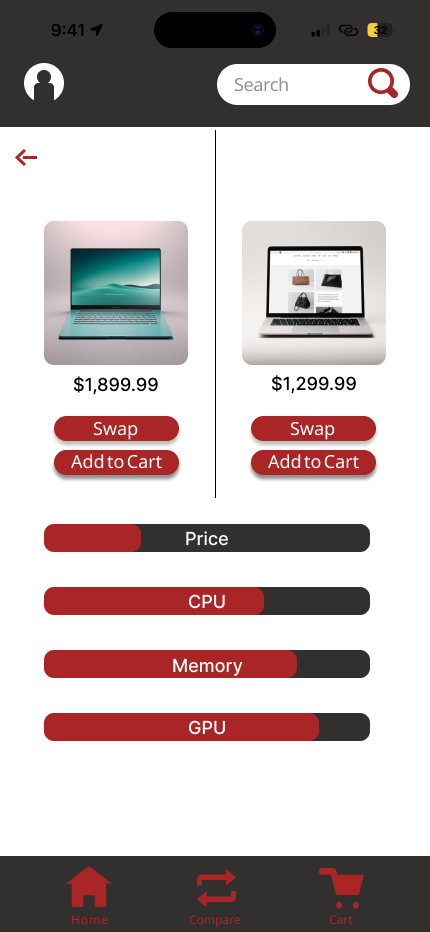 9:41
32
Search
$1,899.99
$1,299.99
Swap
Swap
Add to Cart
Add to Cart
Price
CPU
Memory
GPU
Home
Compare
Cart